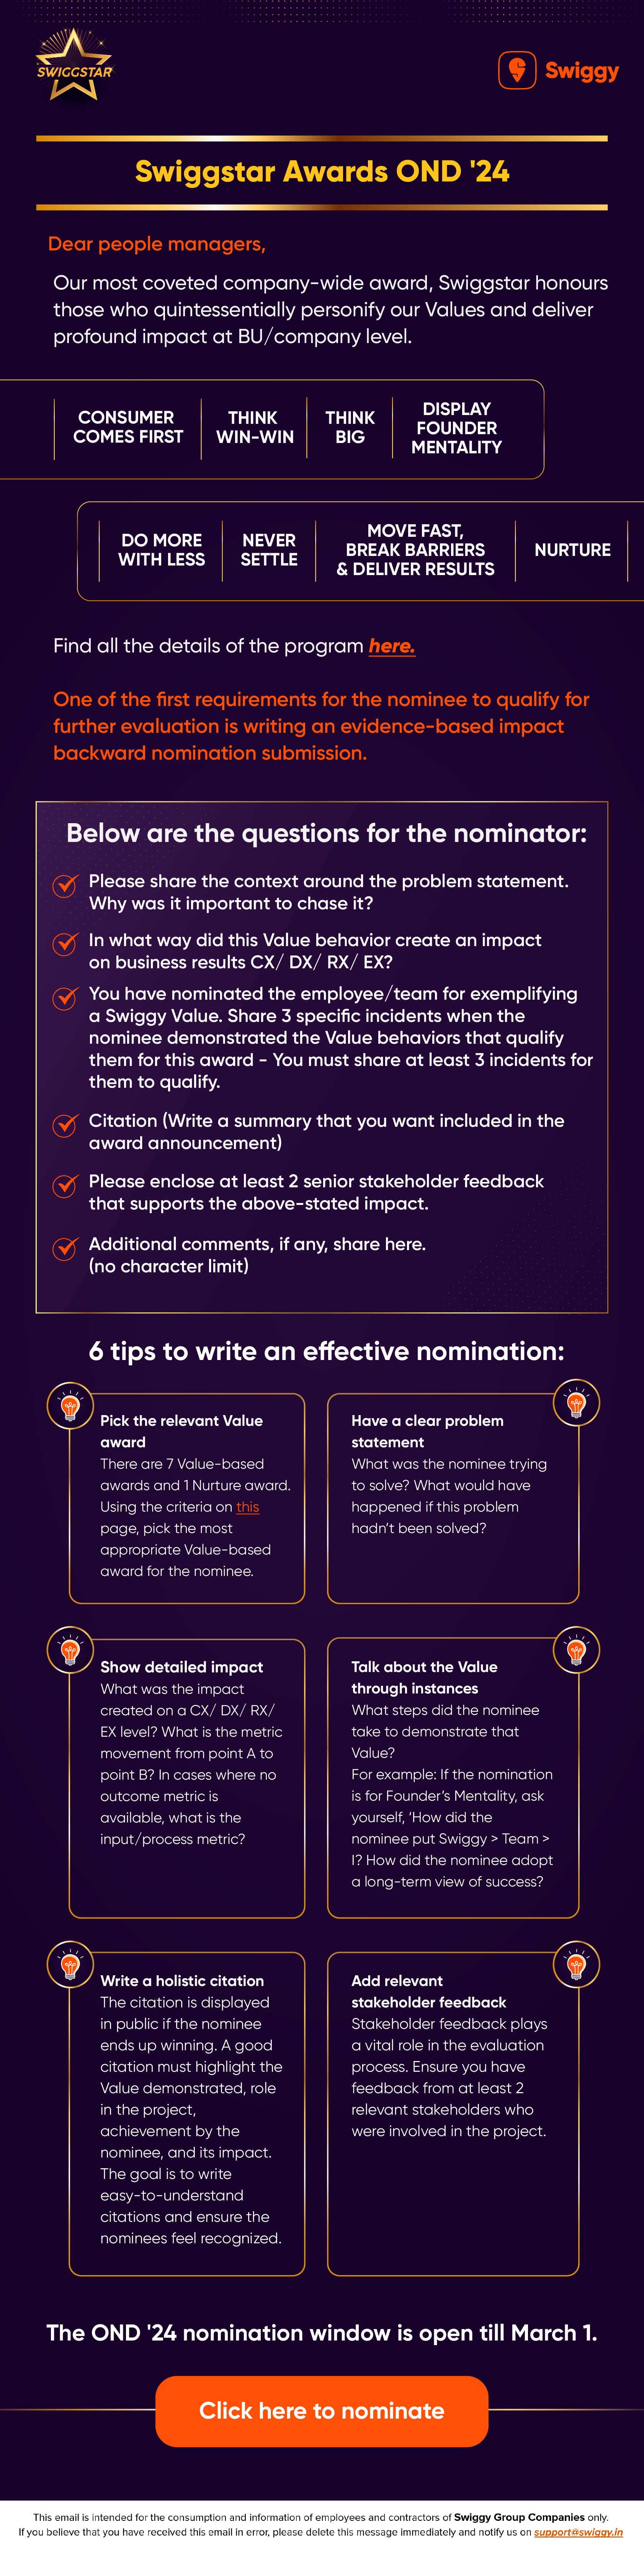 SWIGGSTAR
Swiggy
Swiggstar Awards OND '24
Dear people managers,
Our most coveted company-wide award, Swiggstar honours
those who quintessentially personify our Values and deliver
profound impact at BU/company level.
CONSUMER
COMES FIRST
THINK
WIN-WIN
THINK
BIG
DISPLAY
FOUNDER
MENTALITY
DO MORE
WITH LESS
NEVER
SETTLE
MOVE FAST,
BREAK BARRIERS
& DELIVER RESULTS
NURTURE
Find all the details of the program here.
One of the first requirements for the nominee to qualify for
further evaluation is writing an evidence-based impact
backward nomination submission.
Below are the questions for the nominator:
Please share the context around the problem statement.
Why was it important to chase it?
In what way did this Value behavior create an impact
on business results CX/ DX/ RX/ EX?
You have nominated the employee/team for exemplifying
a Swiggy Value. Share 3 specific incidents when the
nominee demonstrated the Value behaviors that qualify
them for this award - You must share at least 3 incidents for
them to qualify.
Citation (Write a summary that you want included in the
award announcement)
Please enclose at least 2 senior stakeholder feedback
that supports the above-stated impact.
Additional comments, if any, share here.
(no character limit)
6 tips to write an effective nomination:
Pick the relevant Value
award
There are 7 Value-based
awards and 1 Nurture award.
Using the criteria on this
page, pick the most
appropriate Value-based
award for the nominee.
Have a clear problem
statement
What was the nominee trying
to solve? What would have
happened if this problem
hadn't been solved?
Show detailed impact
What was the impact
created on a CX/ DX/ RX/
EX level? What is the metric
movement from point A to
point B? In cases where no
outcome metric is
available, what is the
input/process metric?
Talk about the Value
through instances
What steps did the nominee
take to demonstrate that
Value?
For example: If the nomination
is for Founder's Mentality, ask
yourself, 'How did the
nominee put Swiggy > Team >
I? How did the nominee adopt
a long-term view of success?
Write a holistic citation
The citation is displayed
in public if the nominee
ends up winning. A good
citation must highlight the
Value demonstrated, role
in the project,
achievement by the
nominee, and its impact.
The goal is to write
easy-to-understand
citations and ensure the
nominees feel recognized.
Add relevant
stakeholder feedback
Stakeholder feedback plays
a vital role in the evaluation
process. Ensure you have
feedback from at least 2
relevant stakeholders who
were involved in the project.
The OND '24 nomination window is open till March 1.
Click here to nominate
This email is intended for the consumption and information of employees and contractors of Swiggy Group Companies only.
If you believe that you have received this email in error, please delete this message immediately and notify us on support@swiggy.in